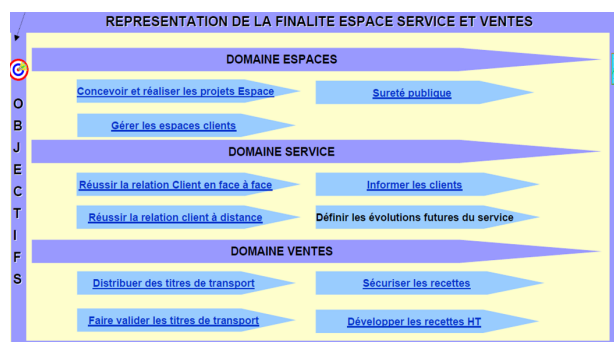 REPRESENTATION DE LA FINALITE ESPACE SERVICE ET VENTES
OBJECTIFS
DOMAINE ESPACES
Concevoir et réaliser les projets Espace
Sureté publique
Gérer les espaces clients
DOMAINE SERVICE
Réussir la relation Client en face à face
Informer les clients
Réussir la relation client à distance
Définir les évolutions futures du service
DOMAINE VENTES
Distribuer des titres de transport
Sécuriser les recettes
Faire valider les titres de transport
Développer les recettes HT